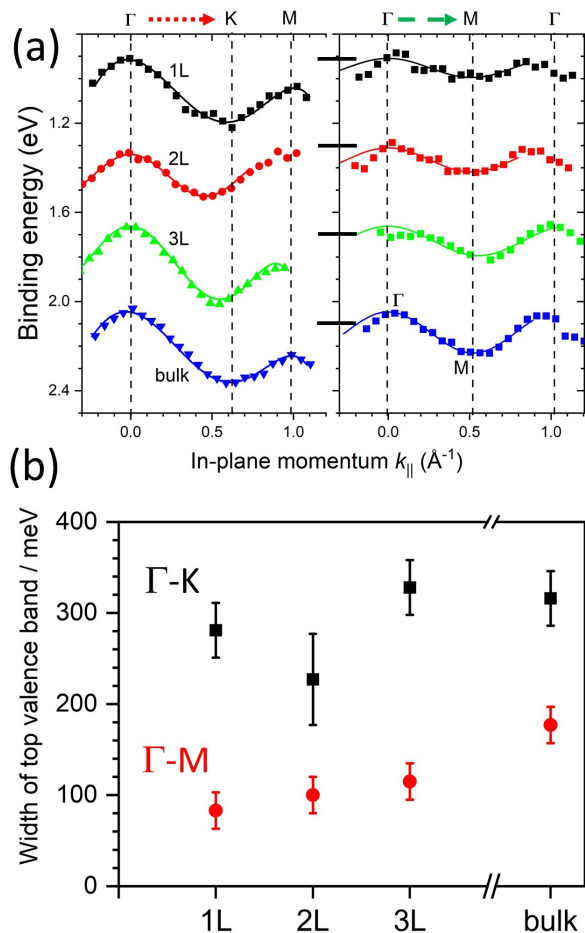 (a)
Γ K M
Γ M Γ
1L
2L
3L
bulk
Γ
M
Binding energy (eV)
1.2
1.6
2.0
2.4
0.0 0.5 1.0
0.0 0.5 1.0
In-plane momentum k|| (Å-1)
(b)
Width of top valence band / meV
400
300
200
100
0
Γ-K
Γ-M
1L 2L 3L bulk